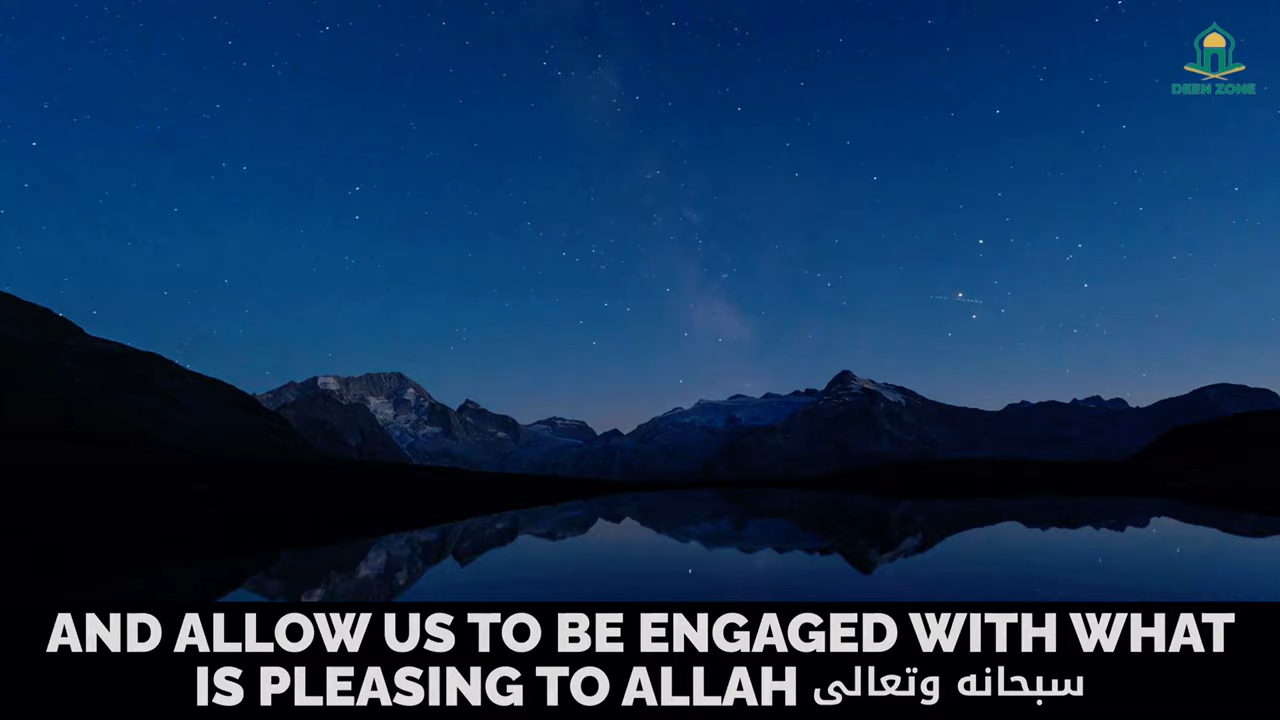 DEEN ZONE
AND ALLOW US TO BE ENGAGED WITH WHAT
IS PLEASING TO ALLAH سبحانه وتعالى